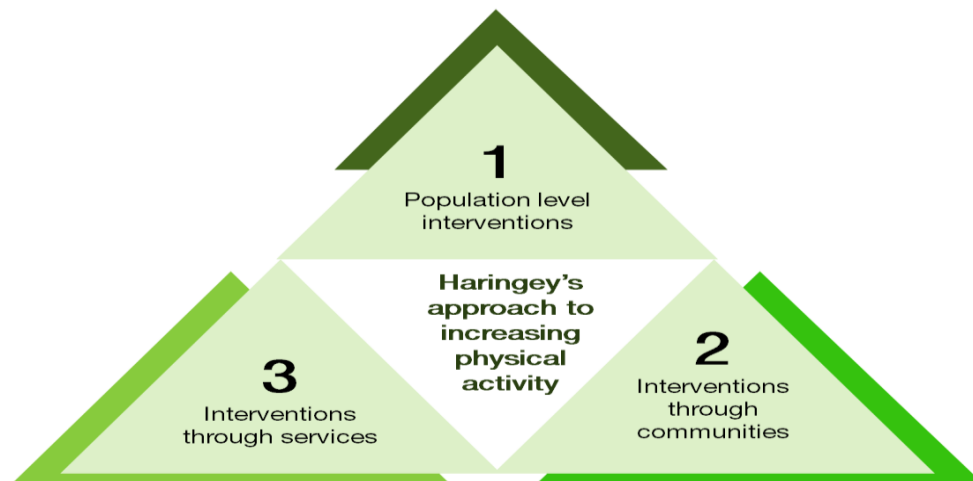 1
Population level
interventions
Haringey’s
approach to
increasing
physical
activity
2
Interventions
through
communities
3
Interventions
through services